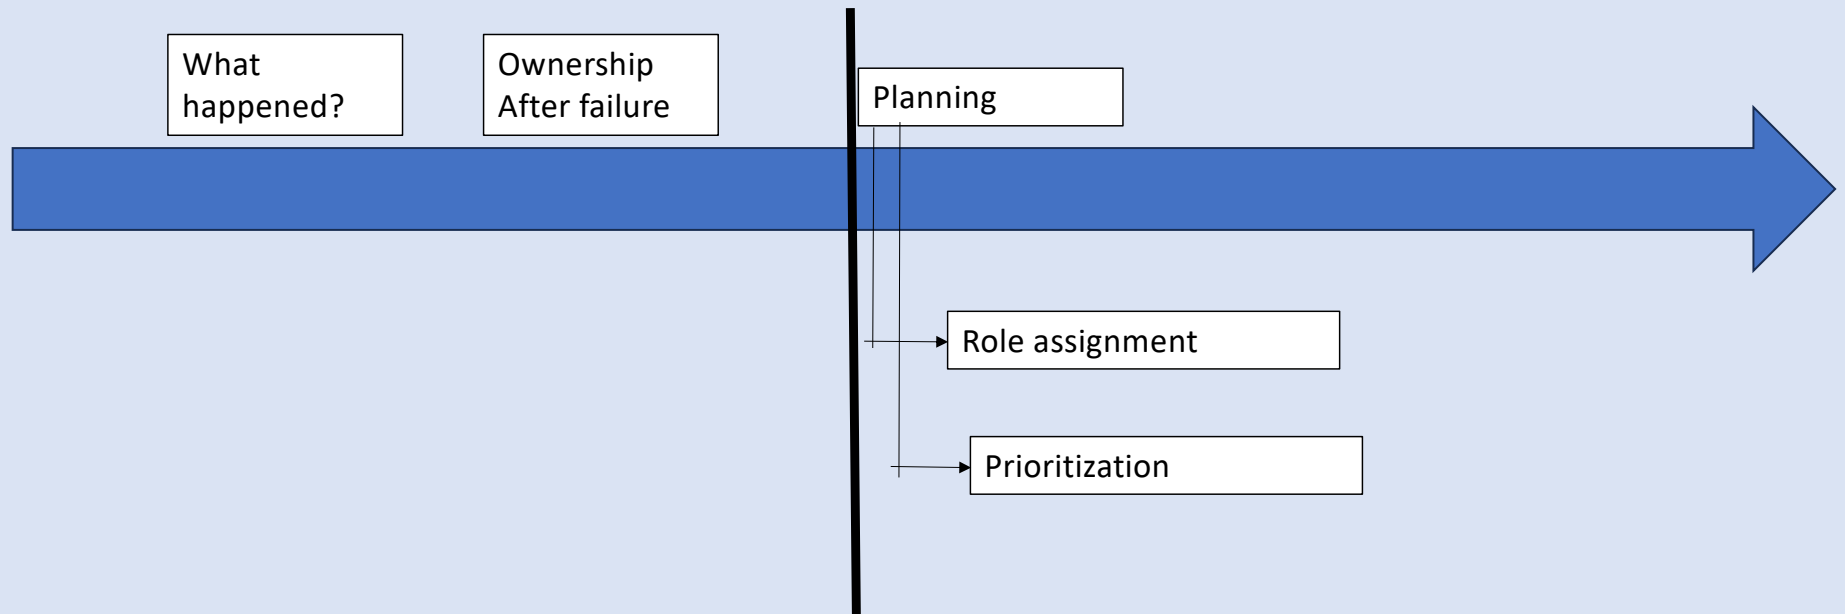 What
happened?
Ownership
After failure
Planning
Role assignment
Prioritization